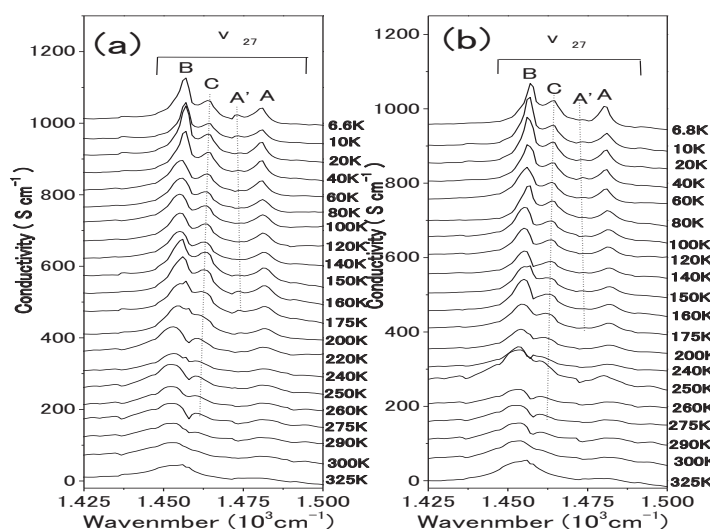 (a)
ν 27
B
C
A'
A
1200
1000
800
600
400
200
0
Conductivity ( S cm⁻¹)
6.6K
10K
20K
40K
60K
80K
100K
120K
140K
150K
160K
175K
200K
220K
240K
250K
260K
275K
290K
300K
325K
1.425
1.450
1.475
1.500
Wavenmber (10³cm⁻¹)
(b)
ν 27
B
C
A'
A
1200
1000
800
600
400
200
0
Conductivity ( S cm⁻¹)
6.8K
10K
20K
40K
60K
80K
100K
120K
140K
150K
160K
175K
200K
240K
250K
260K
275K
290K
300K
325K
1.425
1.450
1.475
1.500
Wavenmber (10³cm⁻¹)